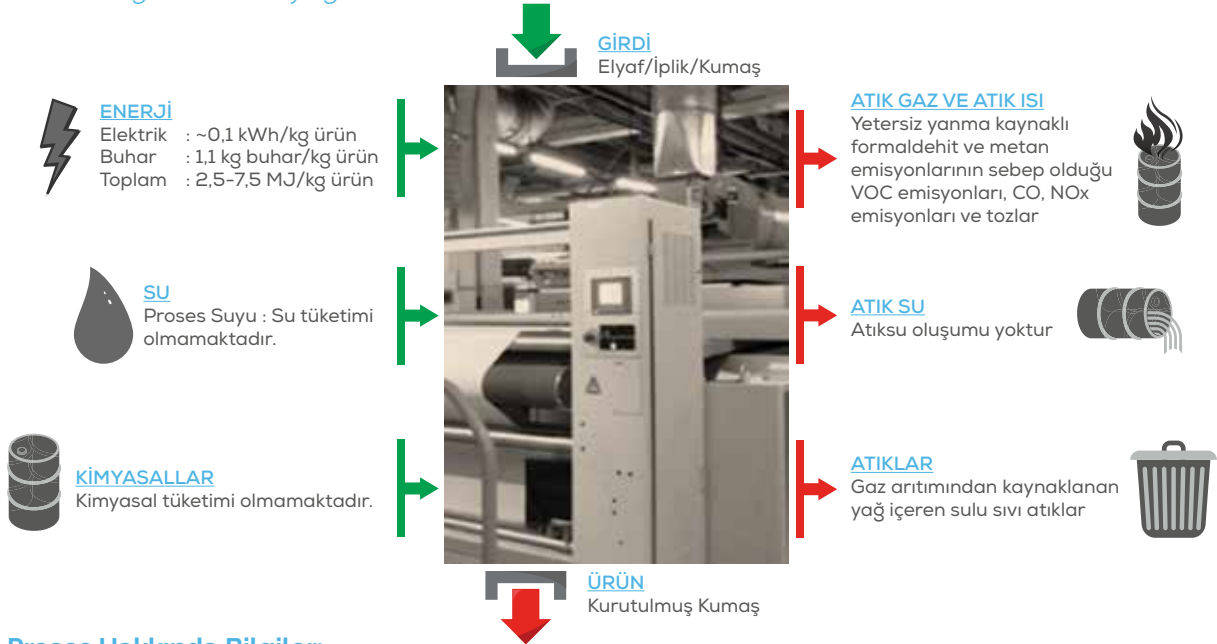 GİRDİ
Elyaf/İplik/Kumaş
ENERJİ
Elektrik : ~0,1 kWh/kg ürün
Buhar : 1,1 kg buhar/kg ürün
Toplam : 2,5-7,5 MJ/kg ürün
SU
Proses Suyu : Su tüketimi
olmamaktadır.
KİMYASALLAR
Kimyasal tüketimi olmamaktadır.
ATIK GAZ VE ATIK ISI
Yetersiz yanma kaynaklı
formaldehit ve metan
emisyonlarının sebep olduğu
VOC emisyonları, CO, NOx
emisyonları ve tozlar
ATIK SU
Atıksu oluşumu yoktur
ATIKLAR
Gaz arıtımından kaynaklanan
yağ içeren sulu sıvı atıklar
ÜRÜN
Kurutulmuş Kumaş
Proses Hakkında Bilgiler: